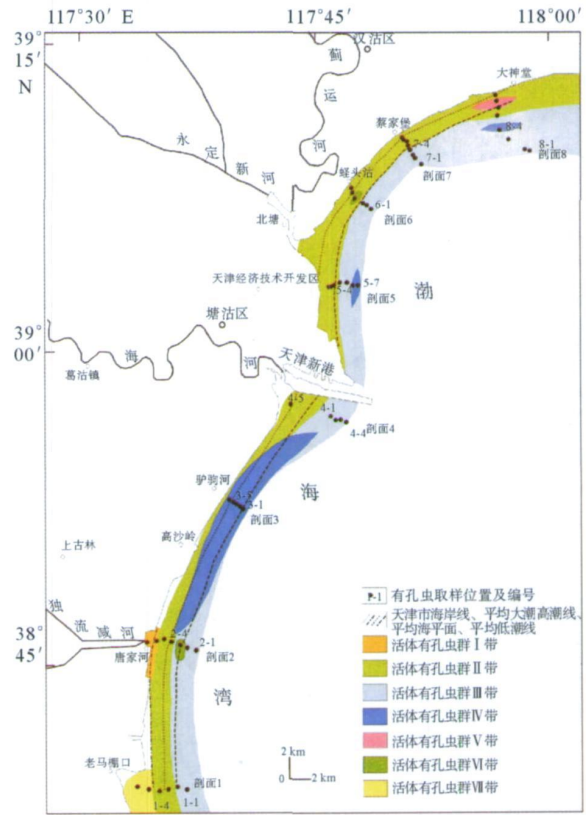 117°30′ E
117°45′
118°00′
39°
15′
N
汉沽区
蓟
运
河
大神堂
永
定
新
河
蔡家堡
7-4
7-1
剖面7
8-4
8-1
剖面8
蛏头沽
6-1
剖面6
北塘
天津经济技术开发区
5-4
5-7
剖面5
渤
塘沽区
39°
00′
海
河
葛沽镇
天津新港
4-5
4-1
4-4
剖面4
驴驹河
3-5
3-1
剖面3
海
高沙岭
上古林
独
流
减
河
38°
45′
唐家河
2-1
剖面2
湾
老马棚口
剖面1
1-4
1-1
2 km
0
2 km
P-1 有孔虫取样位置及编号
天津市海岸线、平均大潮高潮线、
平均海平面、平均低潮线
活体有孔虫群Ⅰ带
活体有孔虫群Ⅱ带
活体有孔虫群Ⅲ带
活体有孔虫群Ⅳ带
活体有孔虫群Ⅴ带
活体有孔虫群Ⅵ带
活体有孔虫群Ⅶ带